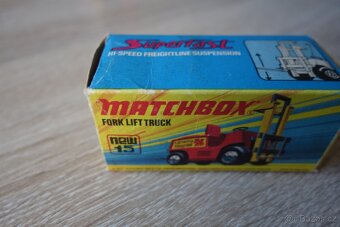 Superfast
HI-SPEED FREIGHTLINE SUSPENSION
MATCHBOX
FORK LIFT TRUCK
new
15